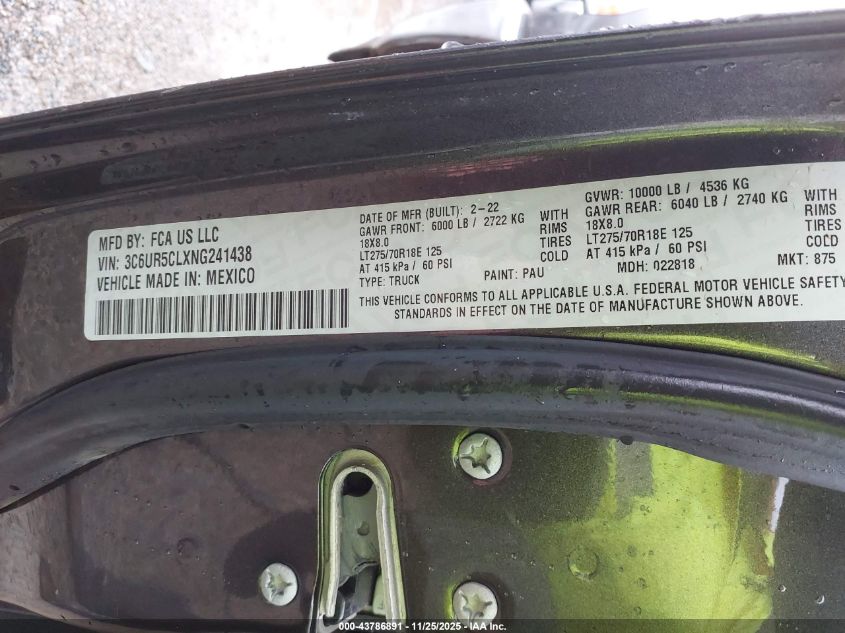 MFD BY: FCA US LLC
VIN: 3C6UR5CLXNG241438
VEHICLE MADE IN: MEXICO
DATE OF MFR (BUILT): 2-22
GAWR FRONT: 6000 LB / 2722 KG WITH
18X8.0 RIMS
LT275/70R18E 125 TIRES
AT 415 kPa / 60 PSI COLD
TYPE: TRUCK PAINT: PAU
GVWR: 10000 LB / 4536 KG
GAWR REAR: 6040 LB / 2740 KG WITH
18X8.0 RIMS
LT275/70R18E 125 TIRES
AT 415 kPa / 60 PSI COLD
MDH: 022818 MKT: 875
THIS VEHICLE CONFORMS TO ALL APPLICABLE U.S.A. FEDERAL MOTOR VEHICLE SAFETY
STANDARDS IN EFFECT ON THE DATE OF MANUFACTURE SHOWN ABOVE.
000-43786891 - 11/25/2025 - IAA Inc.